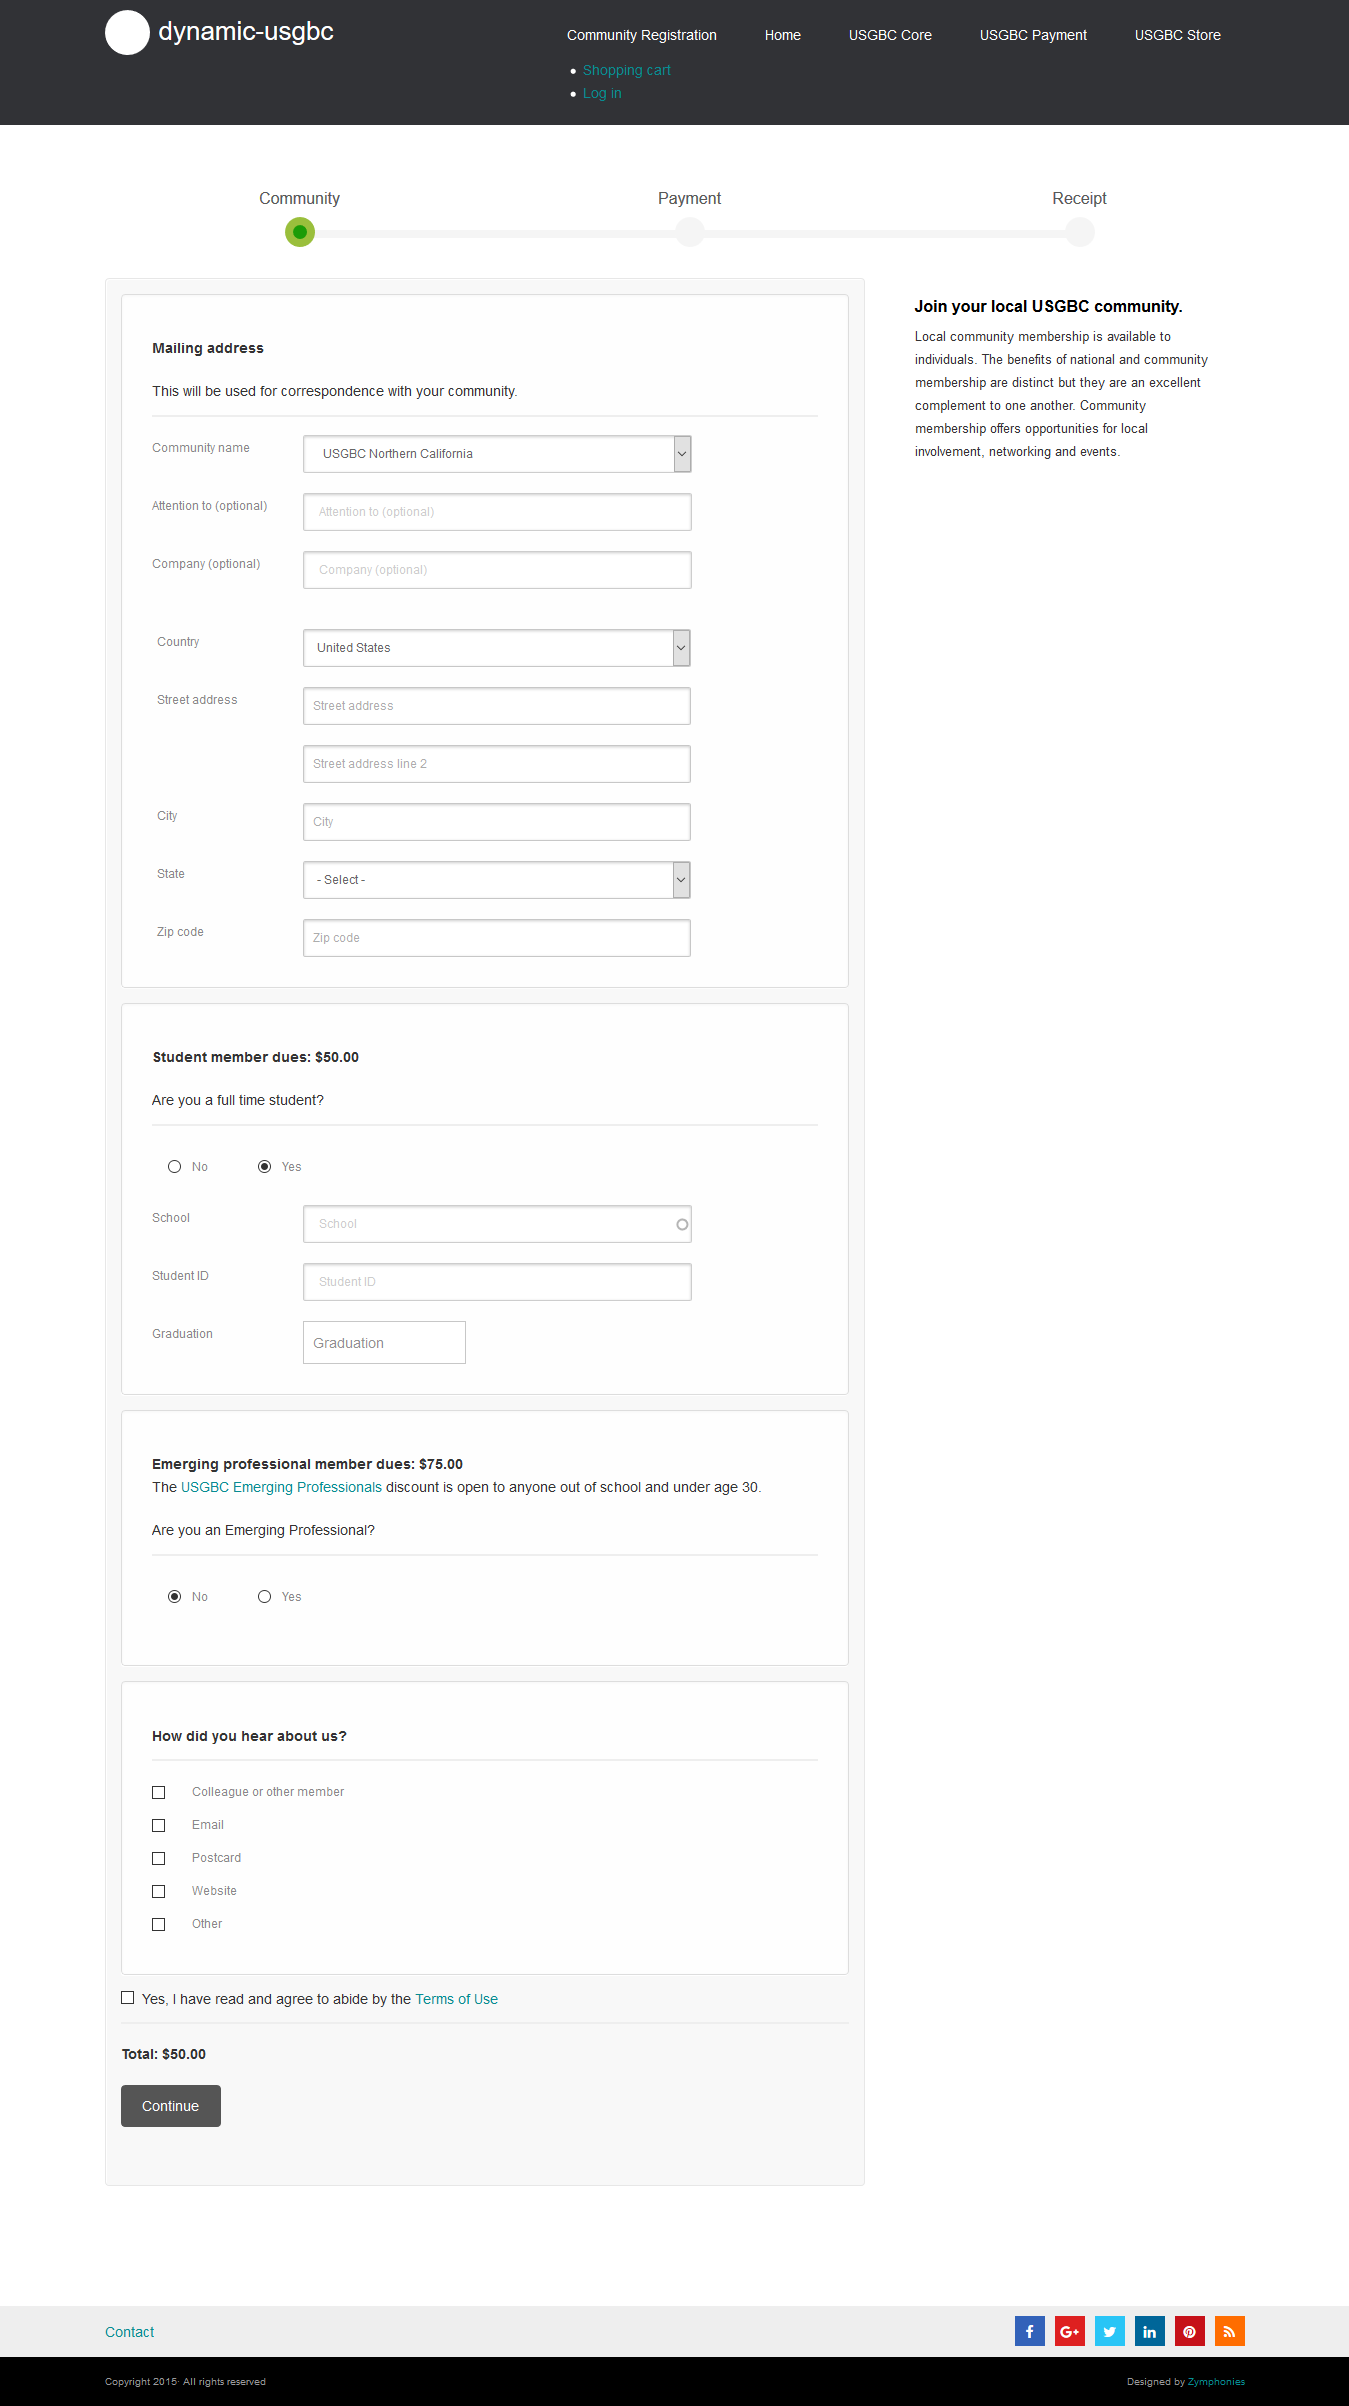 dynamic-usgbc
Community Registration Home USGBC Core USGBC Payment USGBC Store
Shopping cart
Log in
Community Payment Receipt
Join your local USGBC community.
Local community membership is available to
individuals. The benefits of national and community
membership are distinct but they are an excellent
complement to one another. Community
membership offers opportunities for local
involvement, networking and events.
Mailing address
This will be used for correspondence with your community.
Community name USGBC Northern California
Attention to (optional) Attention to (optional)
Company (optional) Company (optional)
Country United States
Street address Street address
Street address line 2
City City
State - Select -
Zip code Zip code
Student member dues: $50.00
Are you a full time student?
No Yes
School School
Student ID Student ID
Graduation Graduation
Emerging professional member dues: $75.00
The USGBC Emerging Professionals discount is open to anyone out of school and under age 30.
Are you an Emerging Professional?
No Yes
How did you hear about us?
Colleague or other member
Email
Postcard
Website
Other
Yes, I have read and agree to abide by the Terms of Use
Total: $50.00
Continue
Contact
Copyright 2015· All rights reserved Designed by Zymphonies